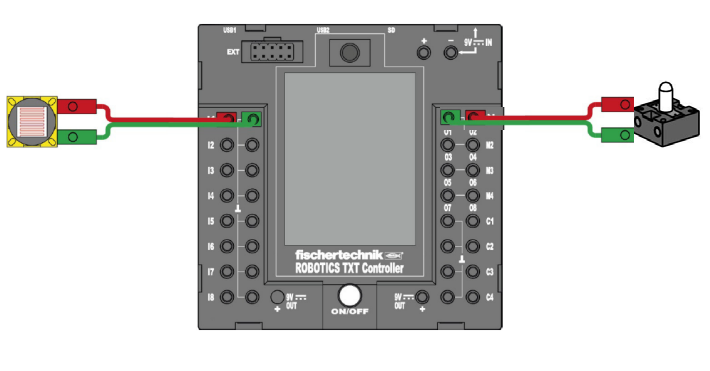 USB1 USB2 SD
EXT
+ − 9V IN
O1 O2
I2 M2
O3 O4
I3 M3
O5 O6
I4 M4
O7 O8
I5 C1
I6 C2
fischertechnik
ROBOTICS TXT Controller
I7 C3
I8 C4
9V OUT +
9V OUT +
ON/OFF